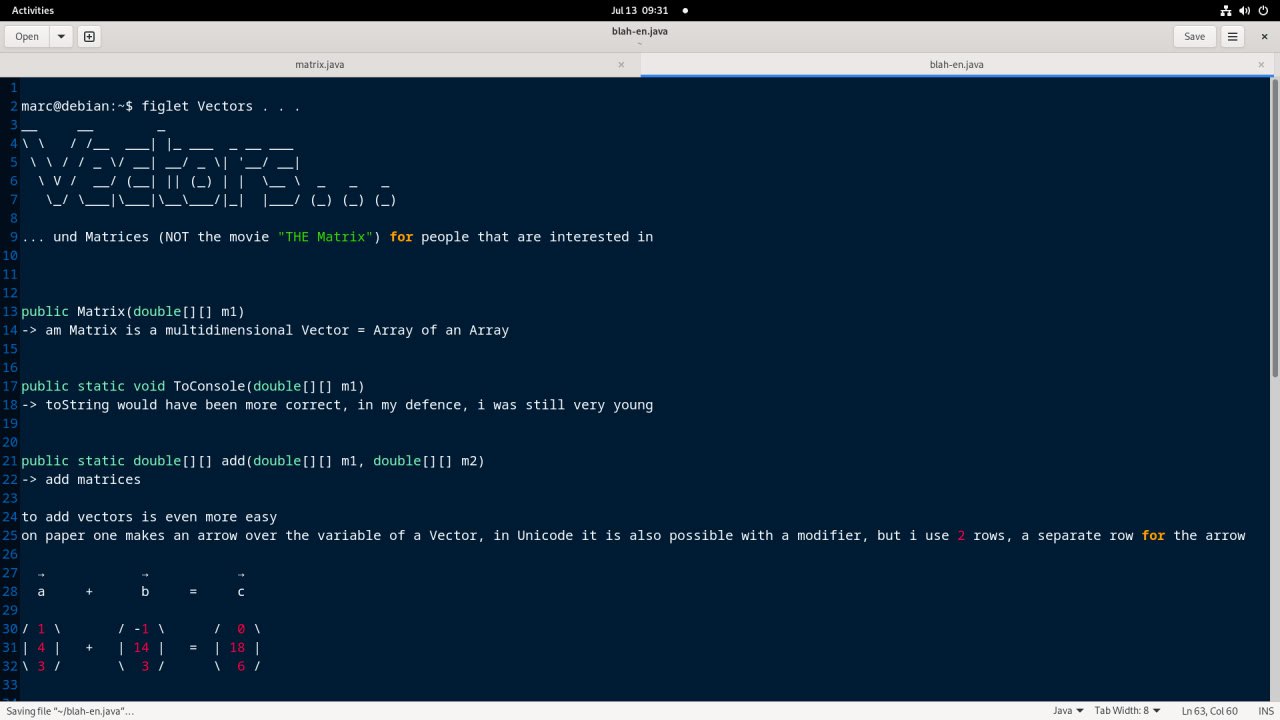 Activities
Jul 13 09:31
Open
blah-en.java
~
Save
matrix.java
blah-en.java
1
2 marc@debian:~$ figlet Vectors . . .
3 __     __        _
4 \ \   / /__  ___| |_ ___  _ __ ___
5  \ \ / / _ \/ __| __/ _ \| '__/ __|
6   \ V /  __/ (__| || (_) | |  \__ \  _   _   _
7    \_/ \___|\___|\__\___/|_|  |___/ (_) (_) (_)
8
9 ... und Matrices (NOT the movie "THE Matrix") for people that are interested in
10
11
12
13 public Matrix(double[][] m1)
14 -> am Matrix is a multidimensional Vector = Array of an Array
15
16
17 public static void ToConsole(double[][] m1)
18 -> toString would have been more correct, in my defence, i was still very young
19
20
21 public static double[][] add(double[][] m1, double[][] m2)
22 -> add matrices
23
24 to add vectors is even more easy
25 on paper one makes an arrow over the variable of a Vector, in Unicode it is also possible with a modifier, but i use 2 rows, a separate row for the arrow
26
27   →            →           →
28   a     +      b     =     c
29
30 / 1 \       / -1 \      /  0 \
31 | 4 |   +   | 14 |   =  | 18 |
32 \ 3 /       \  3 /      \  6 /
33
Saving file "~/blah-en.java"…
Java
Tab Width: 8
Ln 63, Col 60
INS